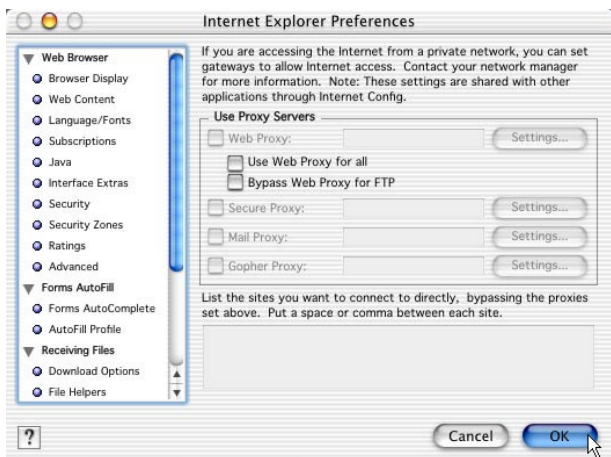 Internet Explorer Preferences
Web Browser
Browser Display
Web Content
Language/Fonts
Subscriptions
Java
Interface Extras
Security
Security Zones
Ratings
Advanced
Forms AutoFill
Forms AutoComplete
AutoFill Profile
Receiving Files
Download Options
File Helpers
If you are accessing the Internet from a private network, you can set
gateways to allow Internet access. Contact your network manager
for more information. Note: These settings are shared with other
applications through Internet Config.
Use Proxy Servers
Web Proxy: Settings...
Use Web Proxy for all
Bypass Web Proxy for FTP
Secure Proxy: Settings...
Mail Proxy: Settings...
Gopher Proxy: Settings...
List the sites you want to connect to directly, bypassing the proxies
set above. Put a space or comma between each site.
? Cancel OK